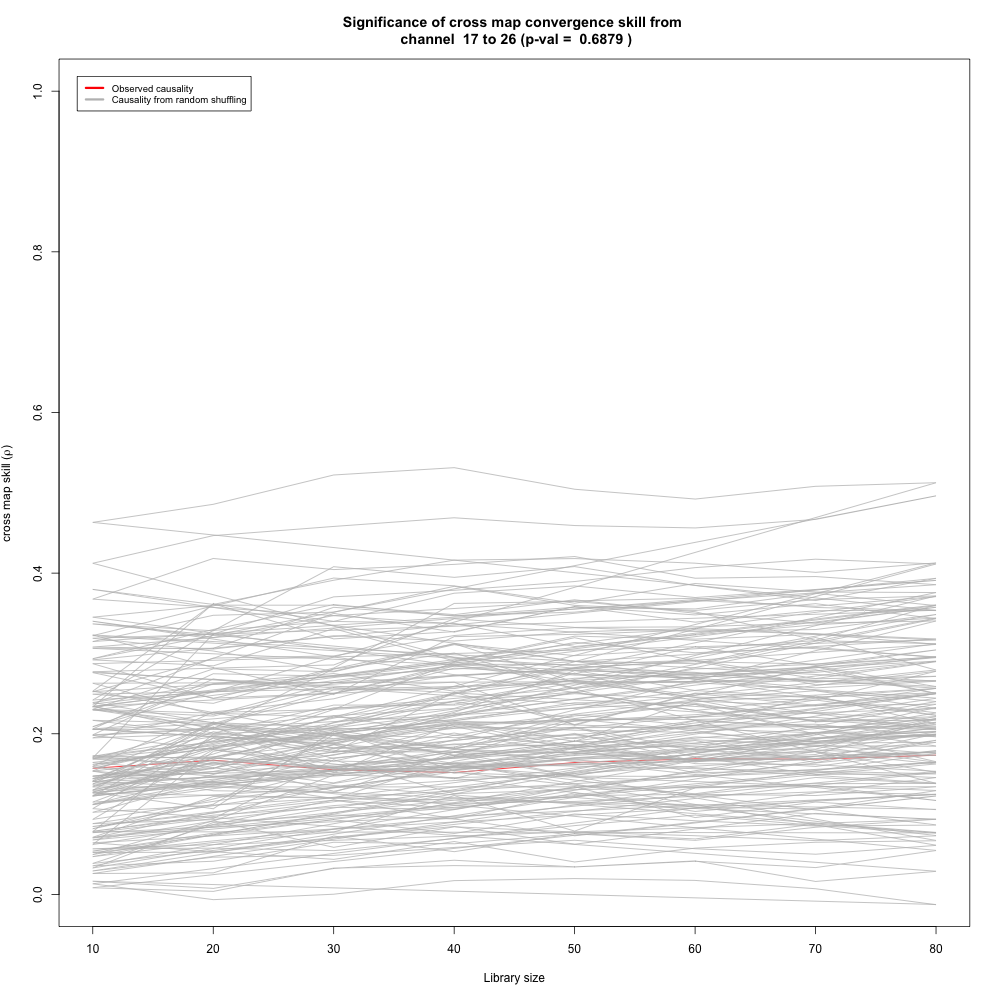 Significance of cross map convergence skill from
channel  17 to 26 (p-val =  0.6879 )
Observed causality
Causality from random shuffling
cross map skill (ρ)
1.0
0.8
0.6
0.4
0.2
0.0
10 20 30 40 50 60 70 80
Library size